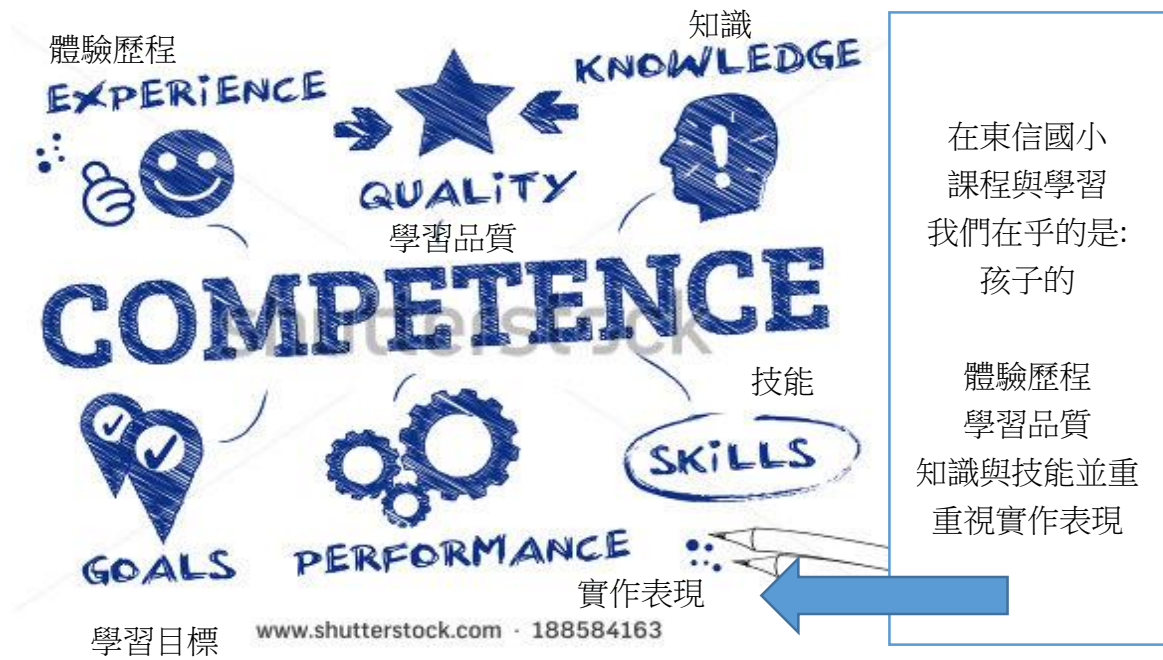 體驗歷程
EXPERiENCE
知識
KNOWLEDGE
QUALiTY
學習品質
COMPETENCE
shutterstock
技能
SKiLLS
GOALS
PERFORMANCE
實作表現
學習目標
www.shutterstock.com · 188584163
在東信國小
課程與學習
我們在乎的是:
孩子的
體驗歷程
學習品質
知識與技能並重
重視實作表現